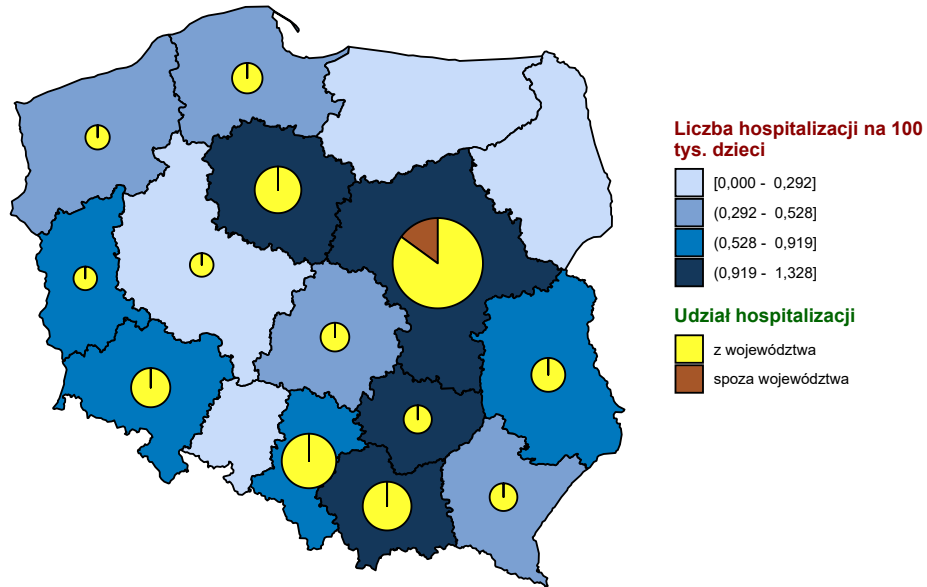 Liczba hospitalizacji na 100
tys. dzieci
[0,000 - 0,292]
(0,292 - 0,528]
(0,528 - 0,919]
(0,919 - 1,328]
Udział hospitalizacji
z województwa
spoza województwa